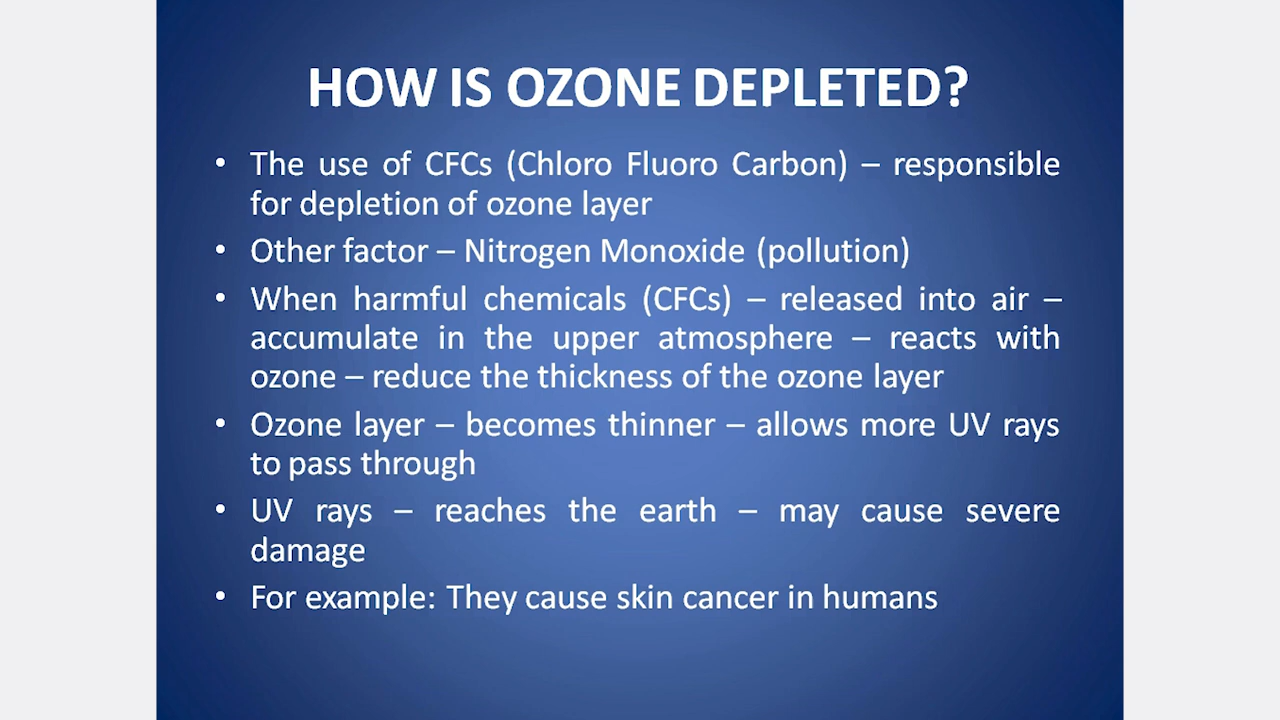 HOW IS OZONE DEPLETED?
• The use of CFCs (Chloro Fluoro Carbon) – responsible
for depletion of ozone layer
• Other factor – Nitrogen Monoxide (pollution)
• When harmful chemicals (CFCs) – released into air –
accumulate in the upper atmosphere – reacts with
ozone – reduce the thickness of the ozone layer
• Ozone layer – becomes thinner – allows more UV rays
to pass through
• UV rays – reaches the earth – may cause severe
damage
• For example: They cause skin cancer in humans